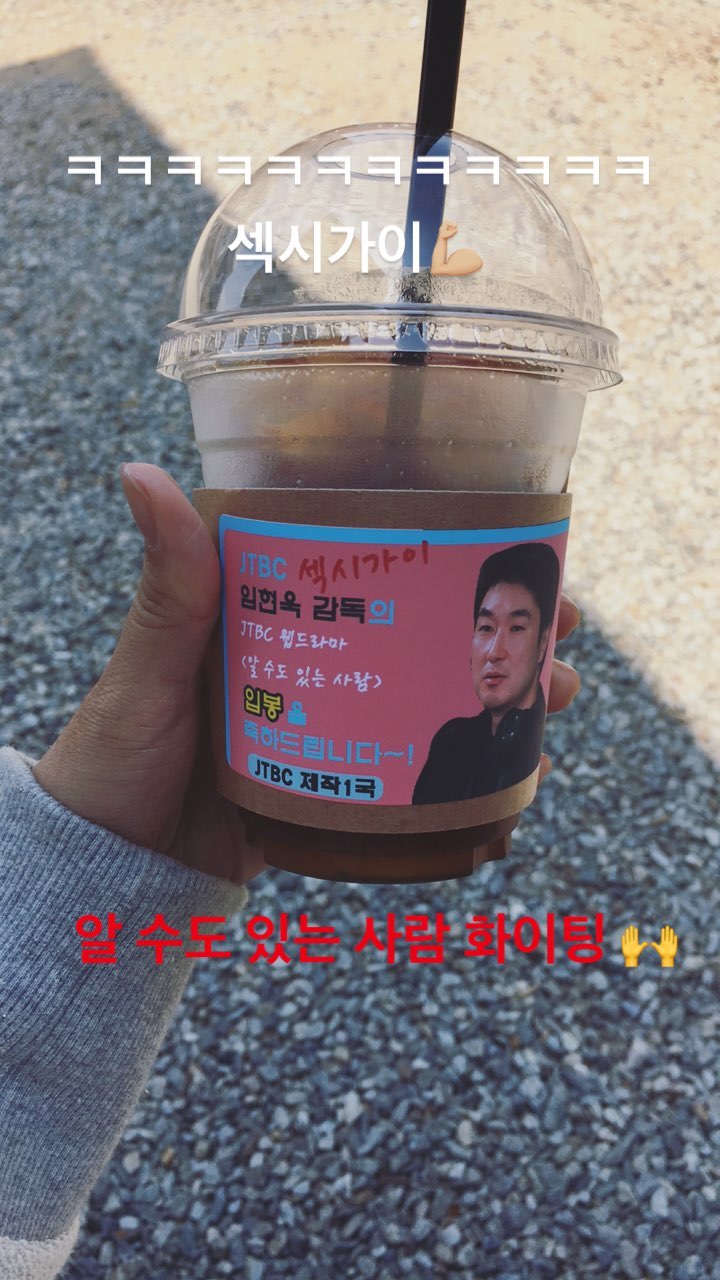 ㅋㅋㅋㅋㅋㅋㅋㅋㅋㅋㅋㅋ
섹시가이💪🏼
JTBC 섹시가이
임현욱 감독의
JTBC 웹드라마
<알 수도 있는 사람>
입봉을
축하드립니다~!
JTBC 제작1국
알 수도 있는 사람 화이팅 🙌